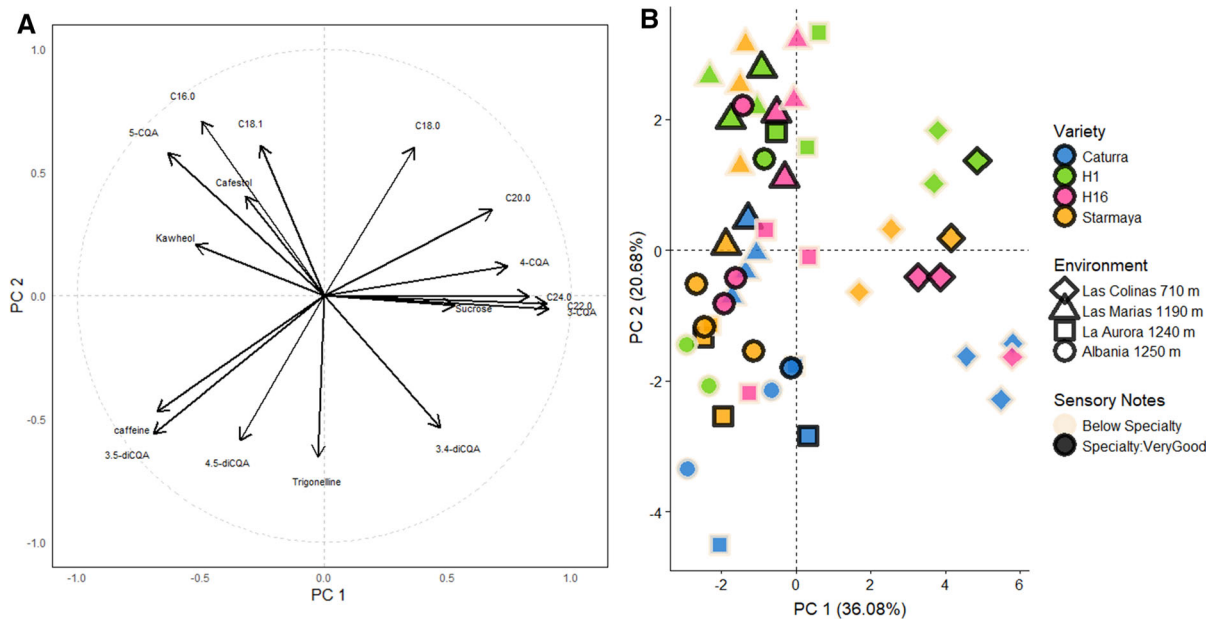 A
1.0
0.5
0.0
-0.5
-1.0
PC 2
C16.0
5-CQA
C18.1
C18.0
Cafestol
Kawheol
C20.0
4-CQA
C24.0
C22.0
Sucrose
3-CQA
caffeine
3.5-diCQA
4.5-diCQA
3.4-diCQA
Trigonelline
-1.0
-0.5
0.0
0.5
1.0
PC 1
B
2
0
-2
-4
PC 2 (20.68%)
-2
0
2
4
6
PC 1 (36.08%)
Variety
Caturra
H1
H16
Starmaya
Environment
Las Colinas 710 m
Las Marias 1190 m
La Aurora 1240 m
Albania 1250 m
Sensory Notes
Below Specialty
Specialty:VeryGood